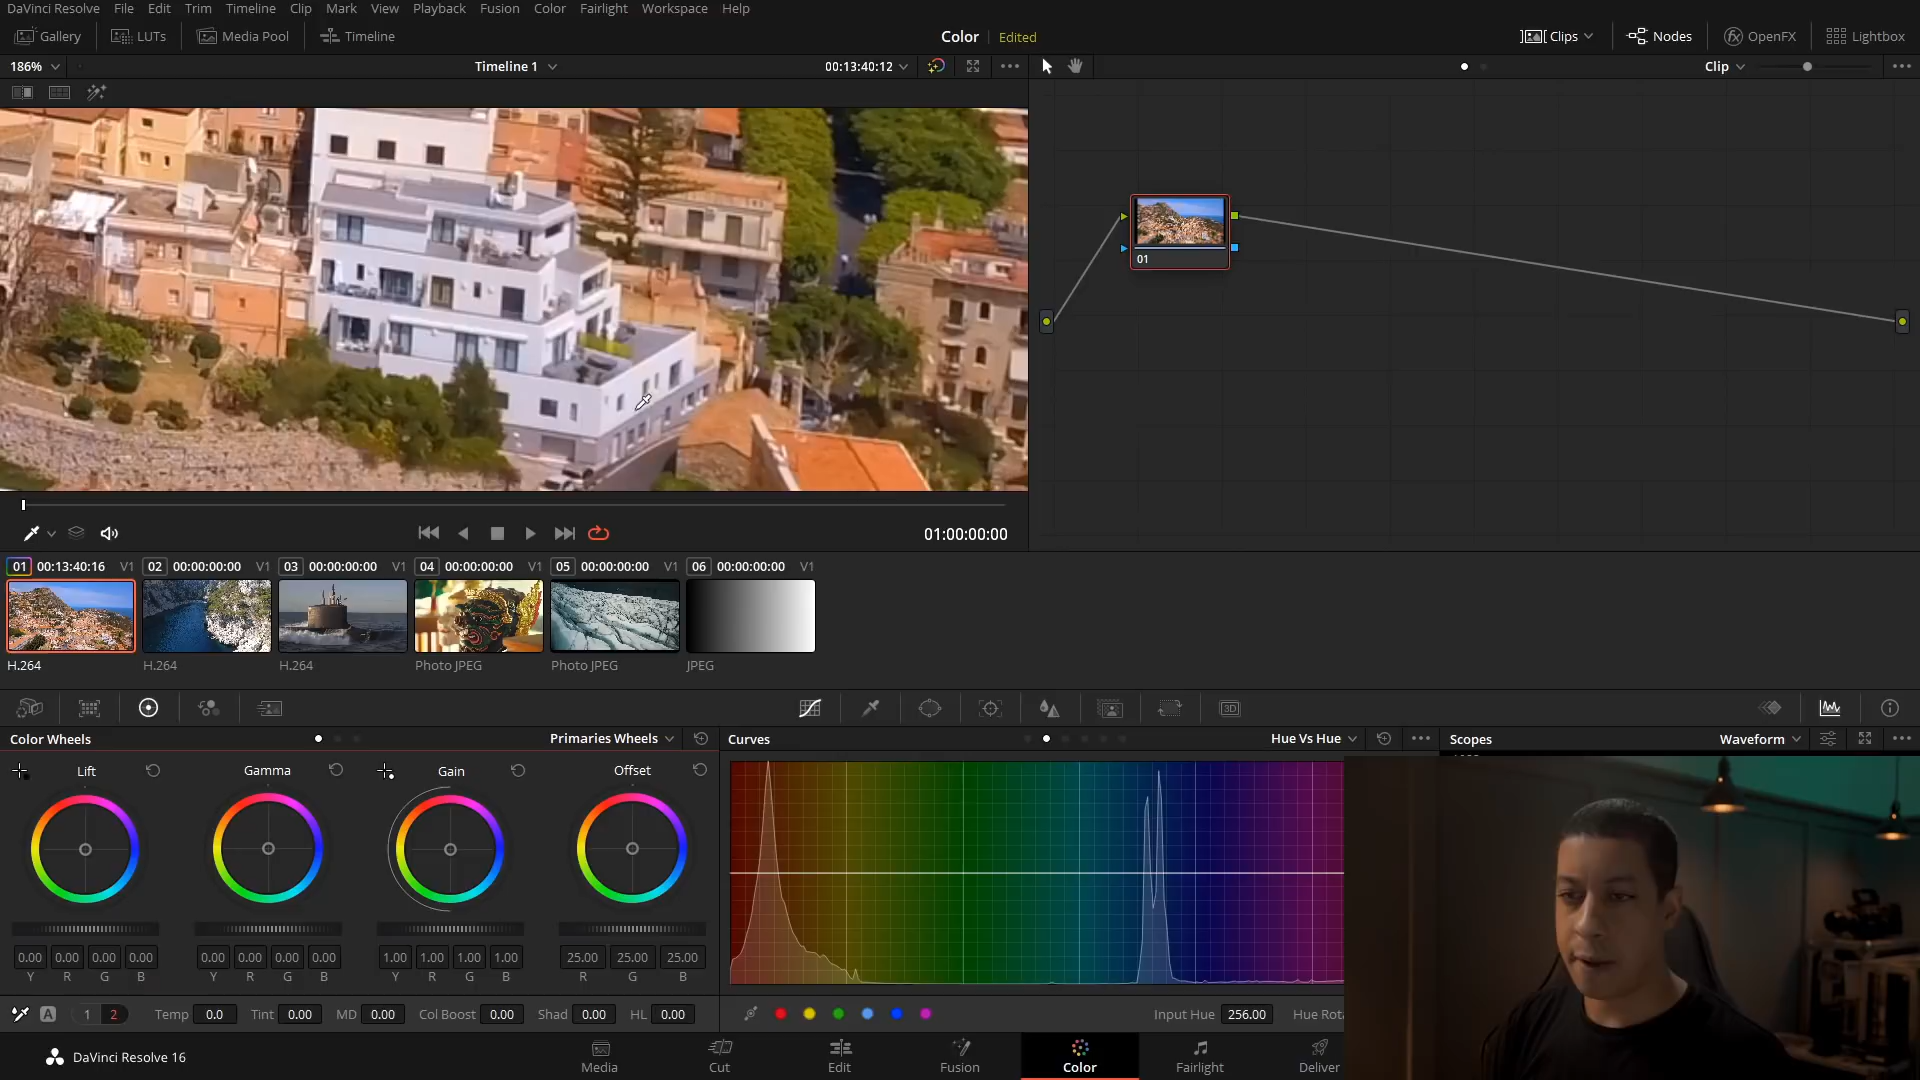 DaVinci Resolve File Edit Trim Timeline Clip Mark View Playback Fusion Color Fairlight Workspace Help
Gallery LUTs Media Pool Timeline Color Edited Clips Nodes OpenFX Lightbox
186% Timeline 1 00:13:40:12 Clip
01
01:00:00:00
01 00:13:40:16 V1 02 00:00:00:00 V1 03 00:00:00:00 V1 04 00:00:00:00 V1 05 00:00:00:00 V1 06 00:00:00:00 V1
H.264 H.264 H.264 Photo JPEG Photo JPEG JPEG
3D
Color Wheels Primaries Wheels Curves Hue Vs Hue Scopes Waveform
Lift Gamma Gain Offset
0.00 0.00 0.00 0.00 0.00 0.00 0.00 0.00 1.00 1.00 1.00 1.00 25.00 25.00 25.00
Y R G B Y R G B Y R G B R G B
A 1 2 Temp 0.0 Tint 0.00 MD 0.00 Col Boost 0.00 Shad 0.00 HL 0.00 Input Hue 256.00 Hue
DaVinci Resolve 16 Media Cut Edit Fusion Color Fairlight Deliver